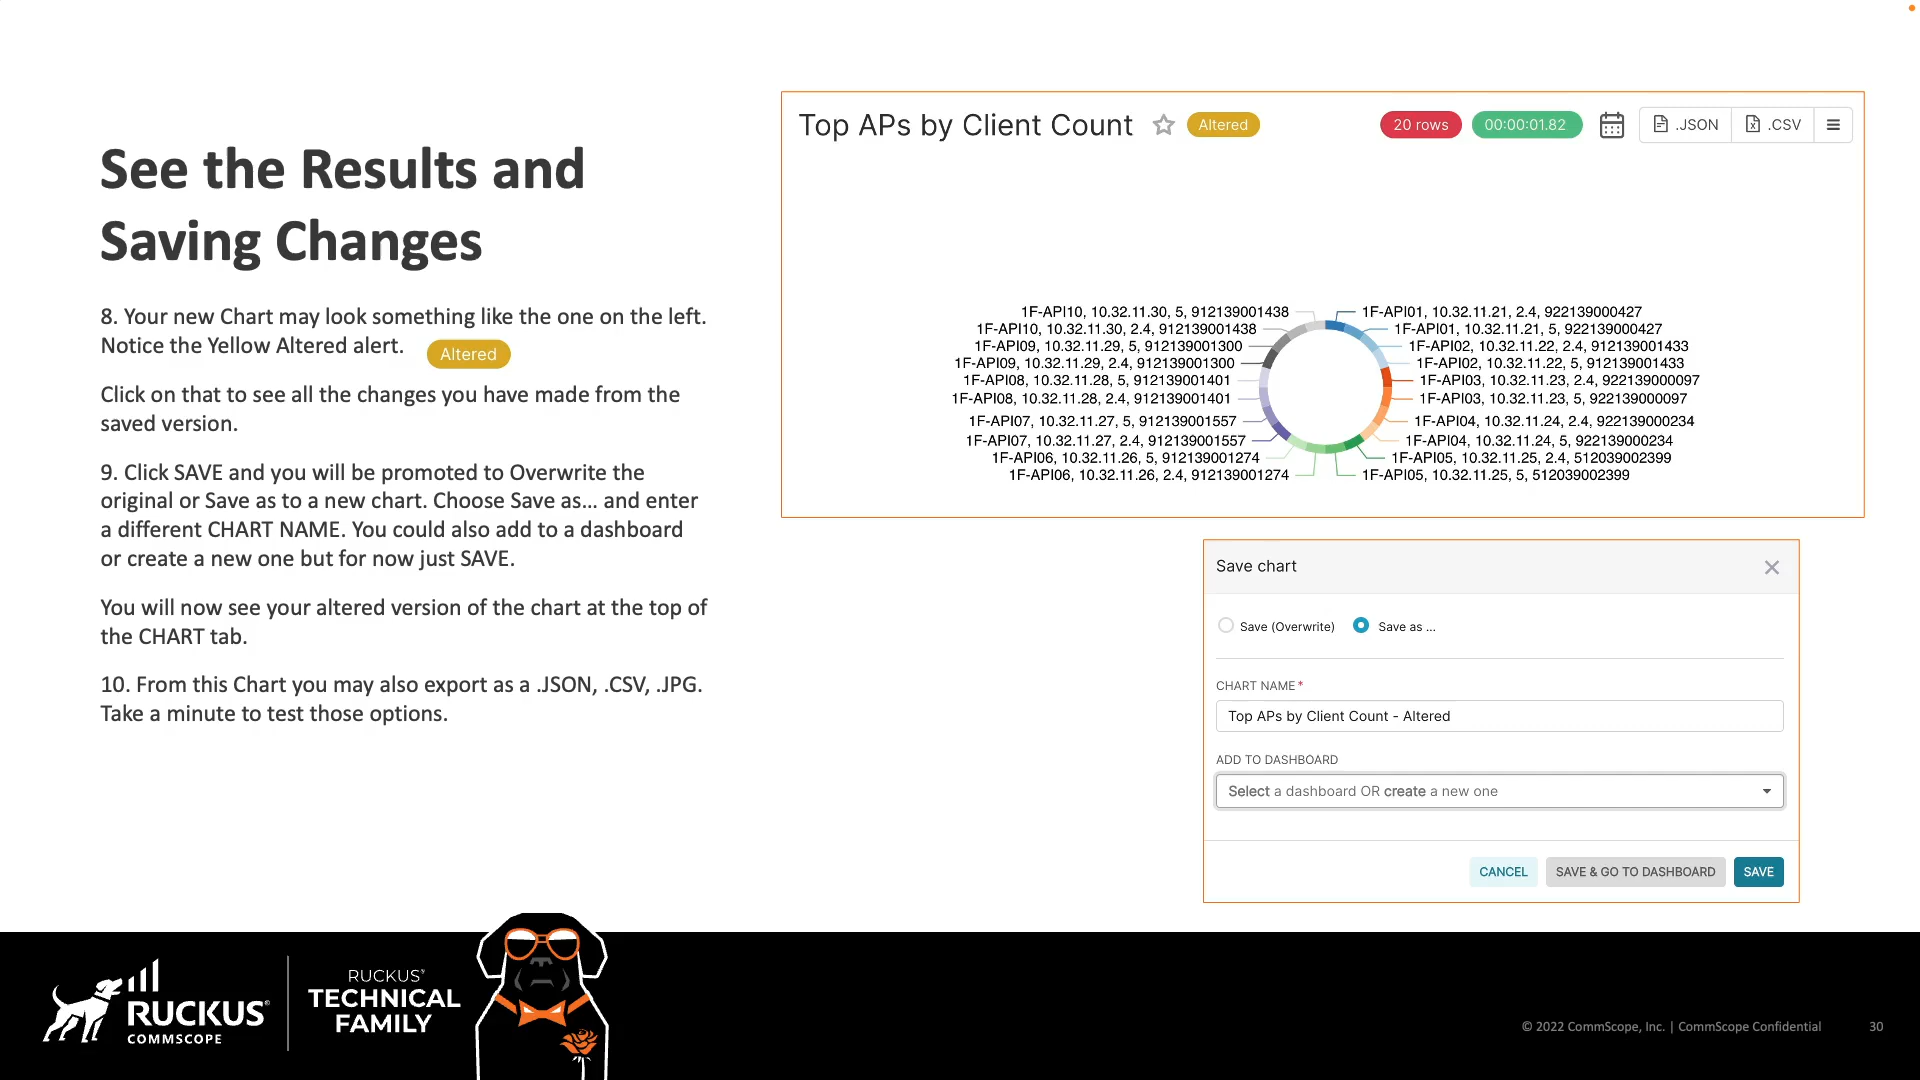 See the Results and
Saving Changes
8. Your new Chart may look something like the one on the left.
Notice the Yellow Altered alert.
Altered
Click on that to see all the changes you have made from the
saved version.
9. Click SAVE and you will be promoted to Overwrite the
original or Save as to a new chart. Choose Save as... and enter
a different CHART NAME. You could also add to a dashboard
or create a new one but for now just SAVE.
You will now see your altered version of the chart at the top of
the CHART tab.
10. From this Chart you may also export as a .JSON, .CSV, .JPG.
Take a minute to test those options.
Top APs by Client Count Altered 20 rows 00:00:01.82 .JSON .CSV
1F-API10, 10.32.11.30, 5, 912139001438
1F-API10, 10.32.11.30, 2.4, 912139001438
1F-API09, 10.32.11.29, 5, 912139001300
1F-API09, 10.32.11.29, 2.4, 912139001300
1F-API08, 10.32.11.28, 5, 912139001401
1F-API08, 10.32.11.28, 2.4, 912139001401
1F-API07, 10.32.11.27, 5, 912139001557
1F-API07, 10.32.11.27, 2.4, 912139001557
1F-API06, 10.32.11.26, 5, 912139001274
1F-API06, 10.32.11.26, 2.4, 912139001274
1F-API01, 10.32.11.21, 2.4, 922139000427
1F-API01, 10.32.11.21, 5, 922139000427
1F-API02, 10.32.11.22, 2.4, 912139001433
1F-API02, 10.32.11.22, 5, 912139001433
1F-API03, 10.32.11.23, 2.4, 922139000097
1F-API03, 10.32.11.23, 5, 922139000097
1F-API04, 10.32.11.24, 2.4, 922139000234
1F-API04, 10.32.11.24, 5, 922139000234
1F-API05, 10.32.11.25, 2.4, 512039002399
1F-API05, 10.32.11.25, 5, 512039002399
Save chart
Save (Overwrite) Save as ...
CHART NAME*
Top APs by Client Count - Altered
ADD TO DASHBOARD
Select a dashboard OR create a new one
CANCEL SAVE & GO TO DASHBOARD SAVE
RUCKUS®
COMMSCOPE
RUCKUS®
TECHNICAL
FAMILY
© 2022 CommScope, Inc. | CommScope Confidential 30